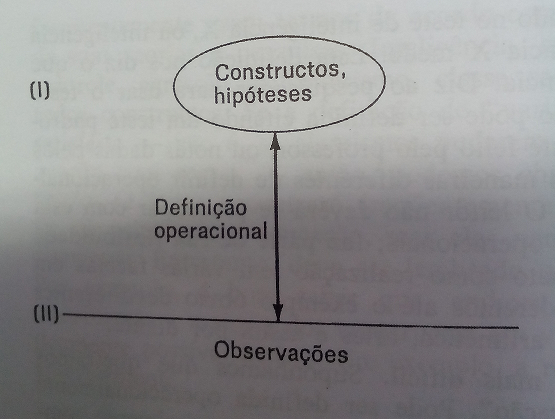 (I)
Constructos,
hipóteses
Definição
operacional
(II)
Observações